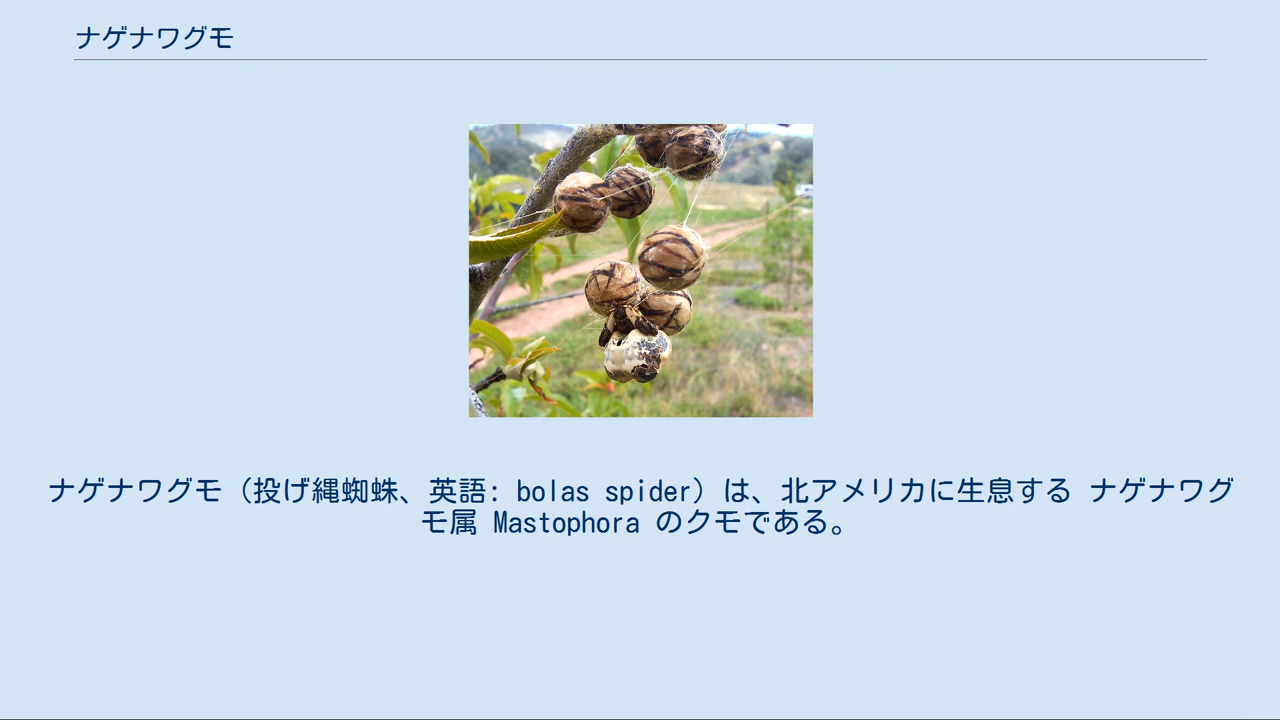 ナゲナワグモ
ナゲナワグモ（投げ縄蜘蛛、英語: bolas spider）は、北アメリカに生息する ナゲナワグ
モ属 Mastophora のクモである。